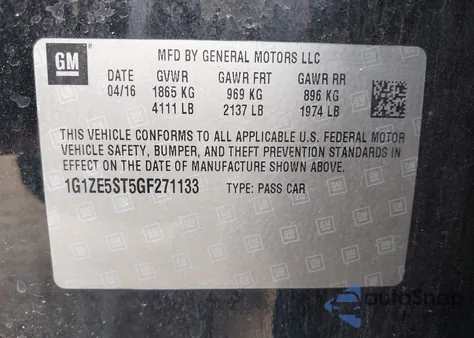 GM
MFD BY GENERAL MOTORS LLC
DATE GVWR GAWR FRT GAWR RR
04/16 1865 KG 969 KG 896 KG
4111 LB 2137 LB 1974 LB
THIS VEHICLE CONFORMS TO ALL APPLICABLE U.S. FEDERAL MOTOR
VEHICLE SAFETY, BUMPER, AND THEFT PREVENTION STANDARDS IN
EFFECT ON THE DATE OF MANUFACTURE SHOWN ABOVE.
1G1ZE5ST5GF271133 TYPE: PASS CAR
autoSnap